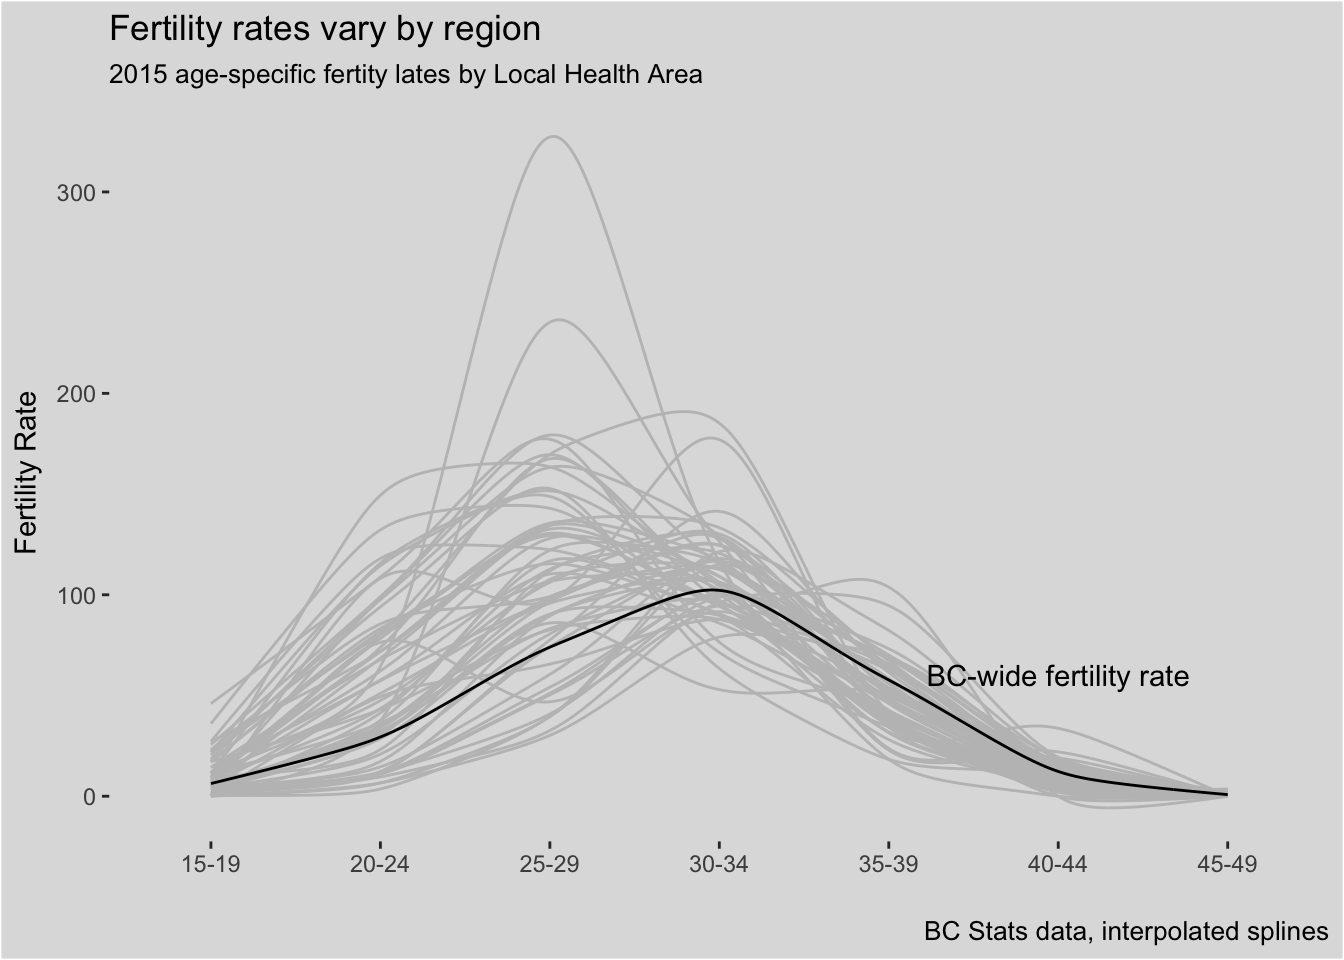 Fertility rates vary by region
2015 age-specific fertity lates by Local Health Area
Fertility Rate
300
200
100
0
BC-wide fertility rate
15-19 20-24 25-29 30-34 35-39 40-44 45-49
BC Stats data, interpolated splines